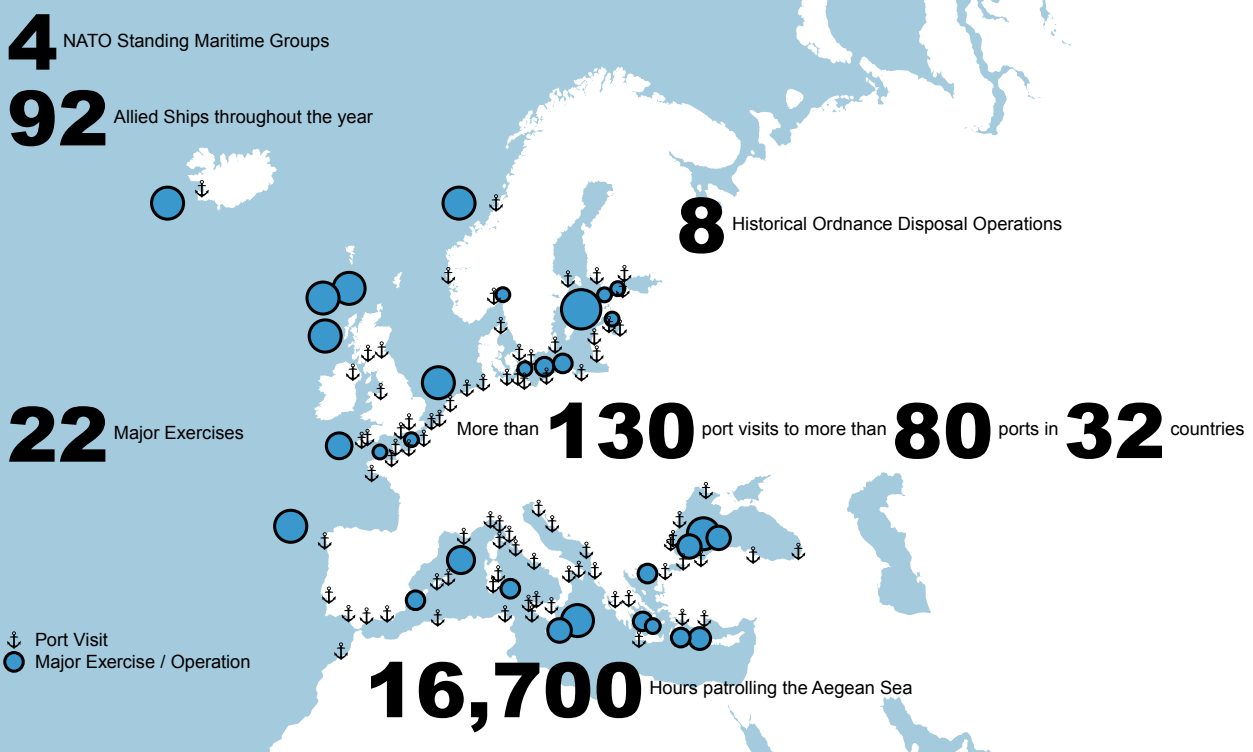 4 NATO Standing Maritime Groups
92 Allied Ships throughout the year
8 Historical Ordnance Disposal Operations
22 Major Exercises
More than 130 port visits to more than 80 ports in 32 countries
Port Visit
Major Exercise / Operation
16,700 Hours patrolling the Aegean Sea